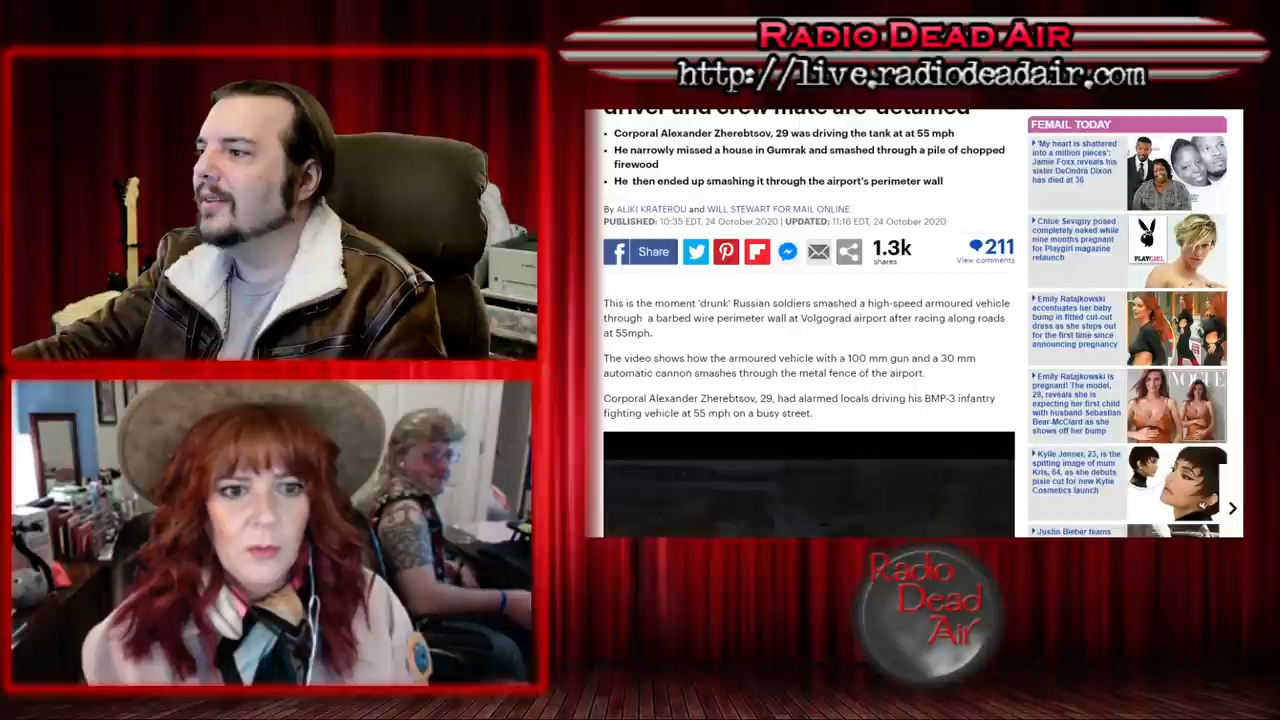 RADIO DEAD AIR
http://live.radiodeadair.com
driver and crew mate are 'detained'
• Corporal Alexander Zherebtsov, 29 was driving the tank at at 55 mph
• He narrowly missed a house in Gumrak and smashed through a pile of chopped
firewood
• He then ended up smashing it through the airport's perimeter wall
By ALIKI KRATEROU and WILL STEWART FOR MAIL ONLINE
PUBLISHED: 10:35 EDT, 24 October 2020 | UPDATED: 11:16 EDT, 24 October 2020
Share
1.3k
shares
211
View comments
This is the moment 'drunk' Russian soldiers smashed a high-speed armoured vehicle
through a barbed wire perimeter wall at Volgograd airport after racing along roads
at 55mph.
The video shows how the armoured vehicle with a 100 mm gun and a 30 mm
automatic cannon smashes through the metal fence of the airport.
Corporal Alexander Zherebtsov, 29, had alarmed locals driving his BMP-3 infantry
fighting vehicle at 55 mph on a busy street.
FEMAIL TODAY
'My heart is shattered
into a million pieces':
Jamie Foxx reveals his
sister DeOndra Dixon
has died at 36
Chloe Sevigny posed
completely naked while
nine months pregnant
for Playgirl magazine
relaunch
PLAYGIRL
Emily Ratajkowski
accentuates her baby
bump in fitted cut-out
dress as she steps out
for the first time since
announcing pregnancy
Emily Ratajkowski is
pregnant! The model,
29, reveals she is
expecting her first child
with husband Sebastian
Bear-McClard as she
shows off her bump
VOGUE
Kylie Jenner, 23, is the
spitting image of mum
Kris, 64, as she debuts
pixie cut for new Kylie
Cosmetics launch
Justin Bieber teams
Radio
Dead
Air